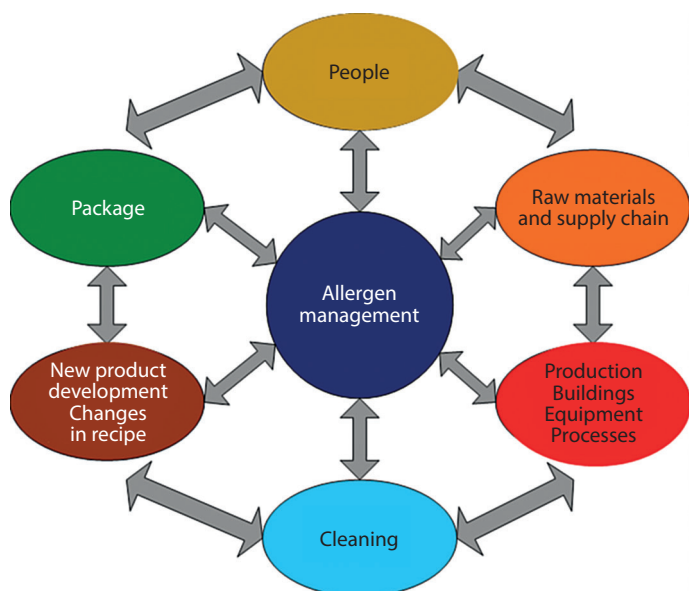 People
Package
Raw materials
and supply chain
Allergen
management
New product
development
Changes
in recipe
Production
Buildings
Equipment
Processes
Cleaning